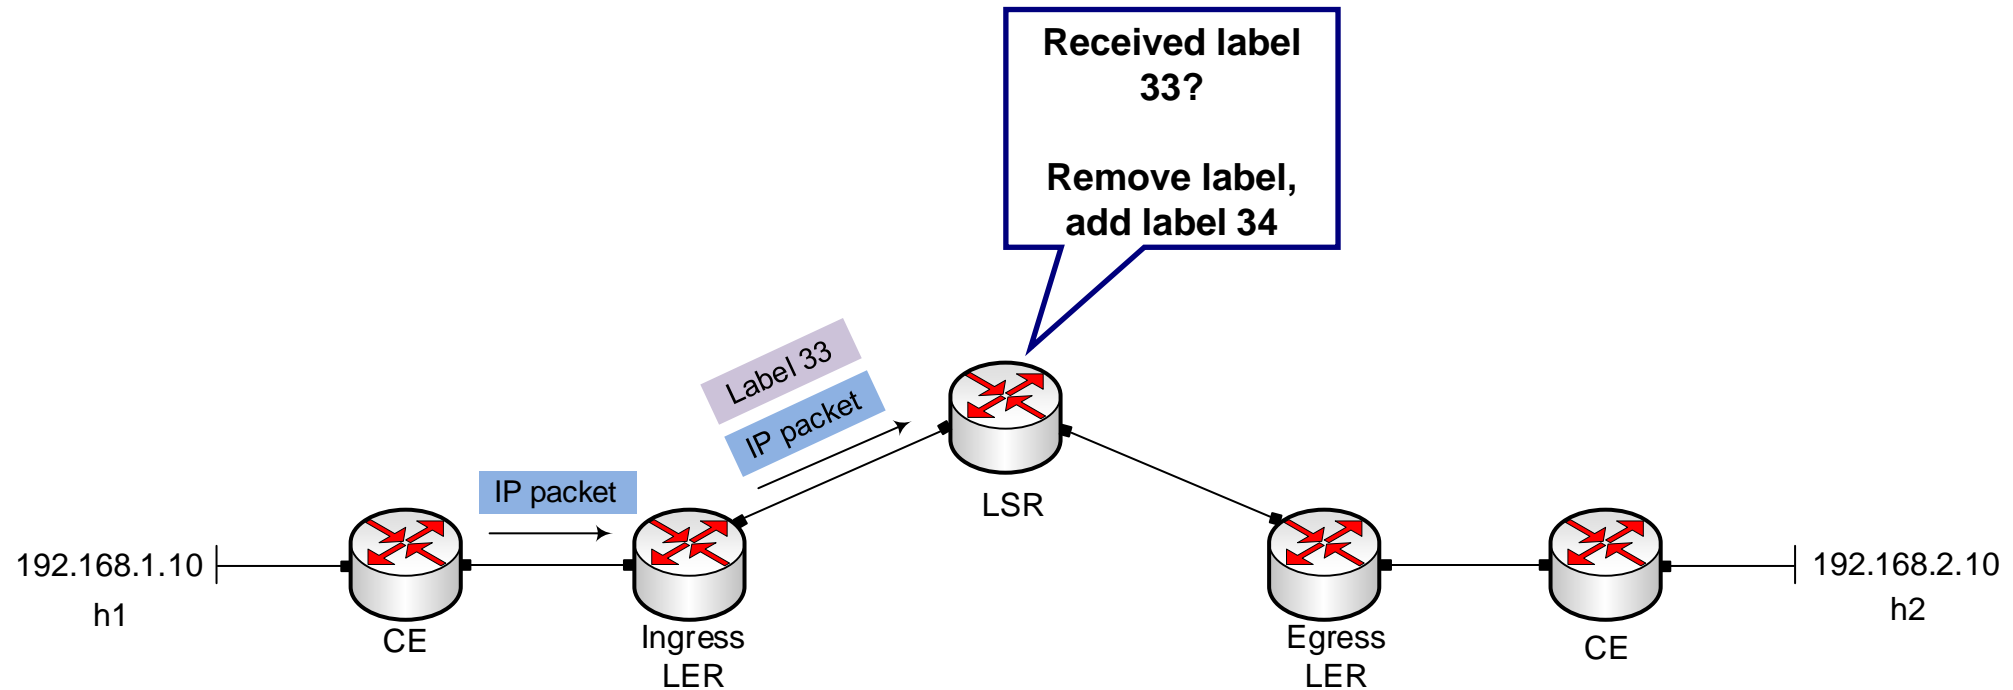 Received label
33?
Remove label,
add label 34
Label 33
IP packet
IP packet
LSR
192.168.1.10
h1
CE
Ingress
LER
Egress
LER
CE
192.168.2.10
h2